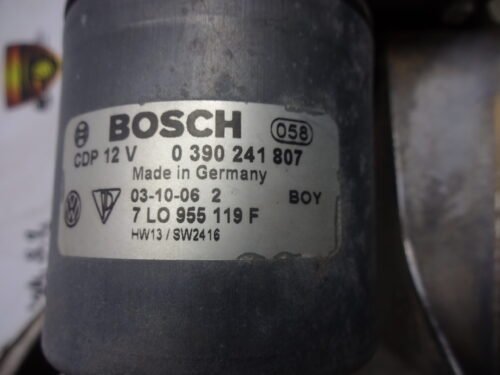 BOSCH 058
CDP 12 V 0 390 241 807
Made in Germany
03-10-06 2 BOY
7 LO 955 119 F
HW13 / SW2416